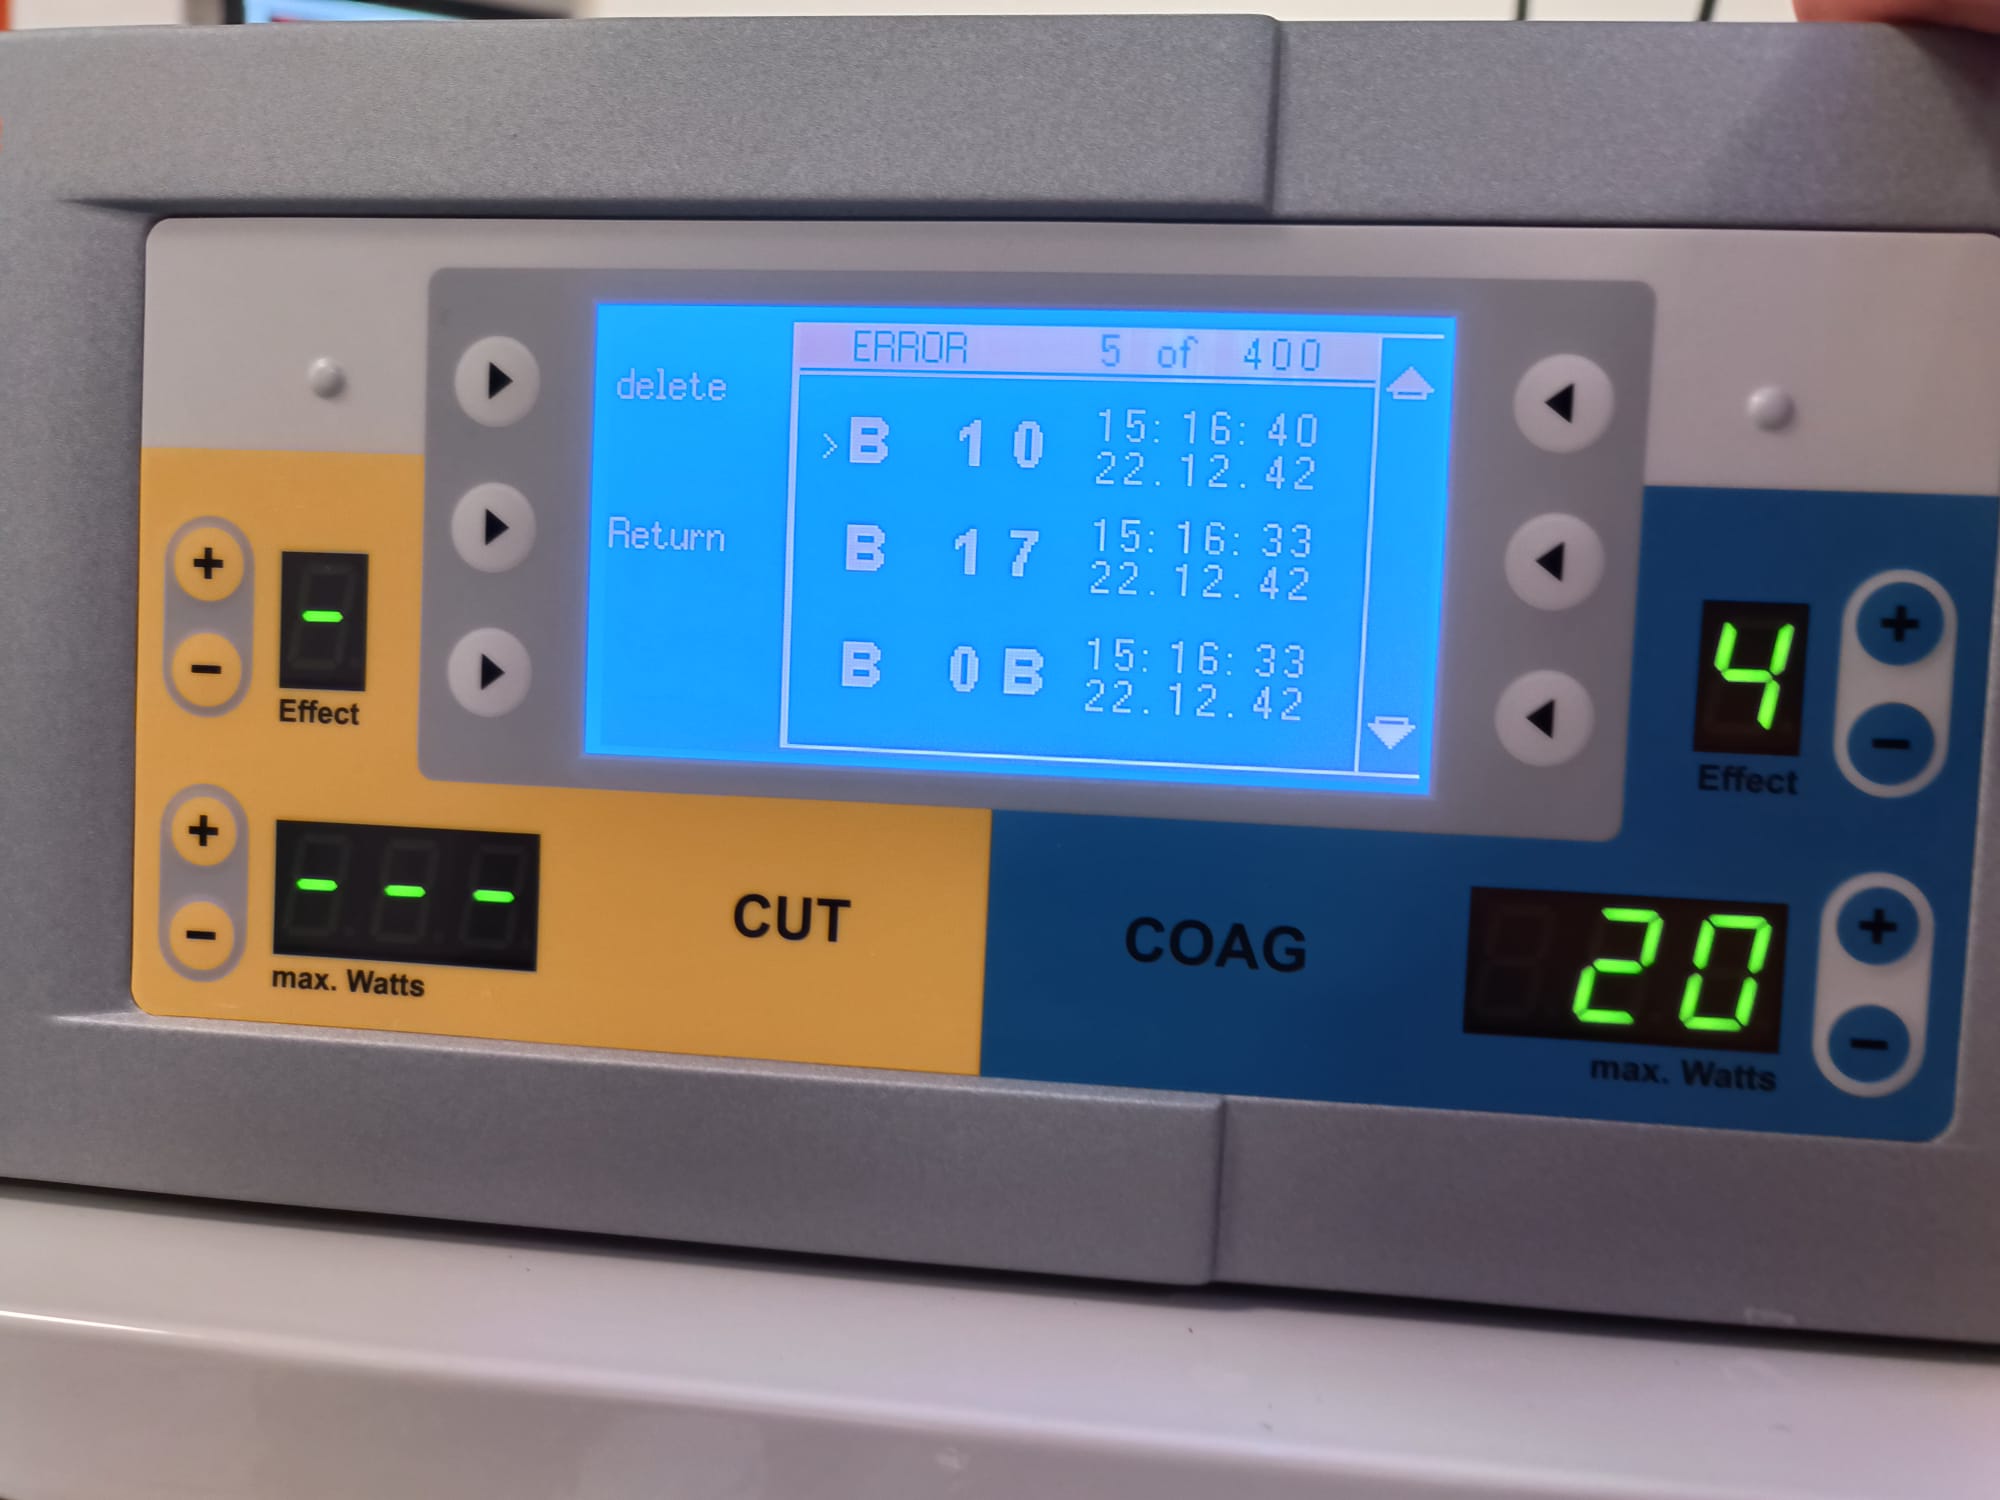 ERROR 5 of 400
delete
>B 10 15:16:40
22.12.42
Return
B 17 15:16:33
22.12.42
B 0B 15:16:33
22.12.42
+
-
-
Effect
4
+
-
Effect
+
-
- - -
max. Watts
CUT
COAG
20
+
-
max. Watts